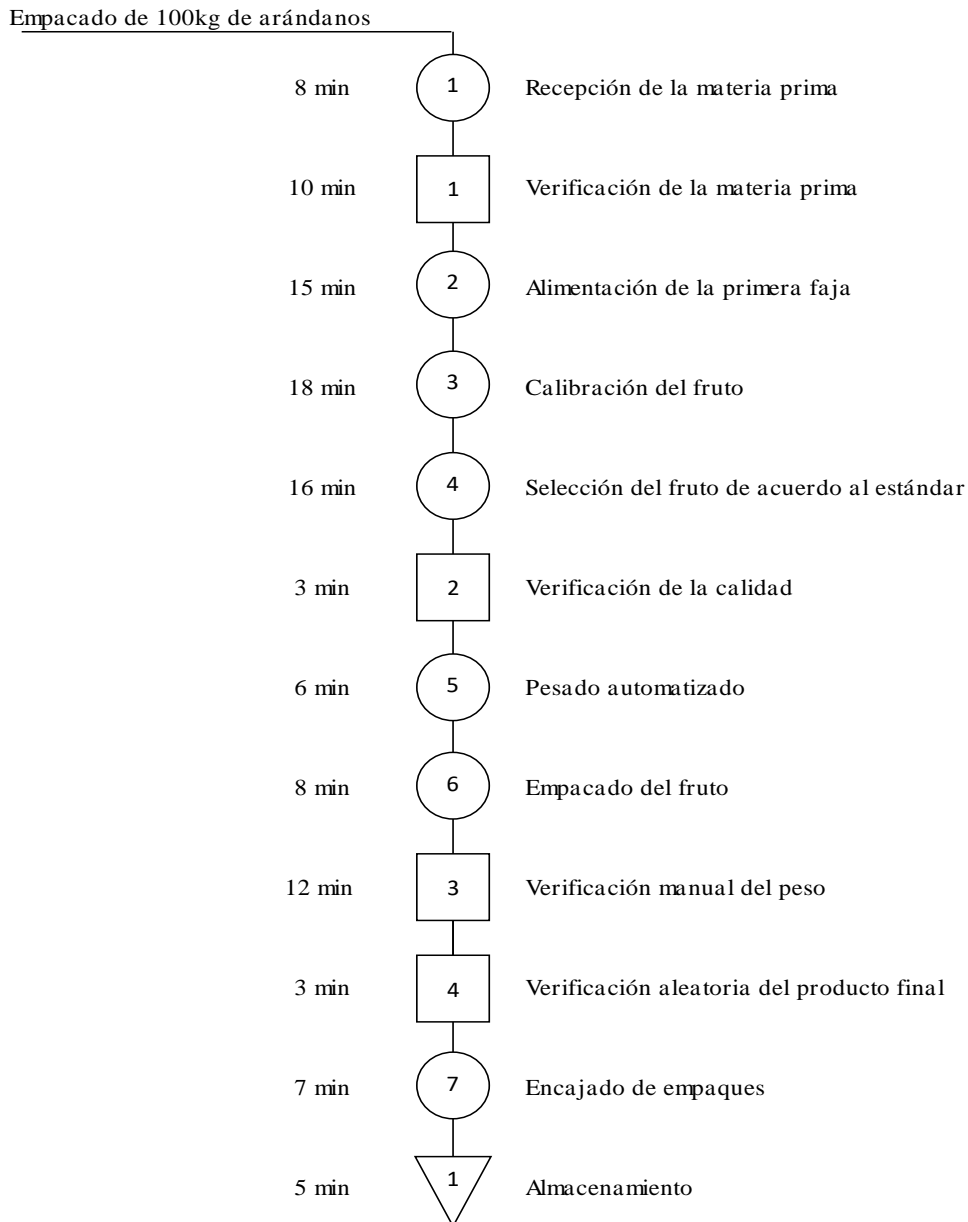 Empacado de 100kg de arándanos
8 min 1 Recepción de la materia prima
10 min 1 Verificación de la materia prima
15 min 2 Alimentación de la primera faja
18 min 3 Calibración del fruto
16 min 4 Selección del fruto de acuerdo al estándar
3 min 2 Verificación de la calidad
6 min 5 Pesado automatizado
8 min 6 Empacado del fruto
12 min 3 Verificación manual del peso
3 min 4 Verificación aleatoria del producto final
7 min 7 Encajado de empaques
5 min 1 Almacenamiento